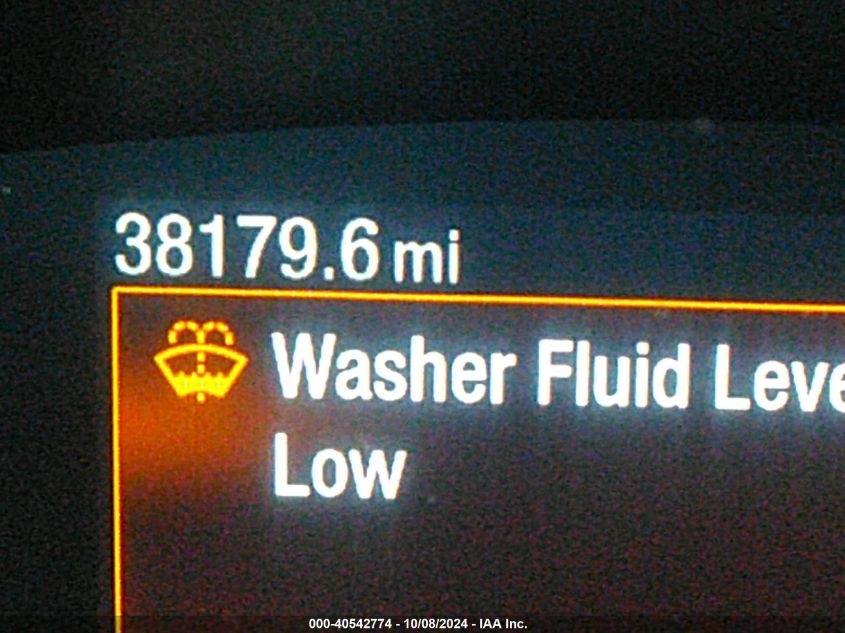 38179.6 mi
Washer Fluid Leve
Low
000-40542774 - 10/08/2024 - IAA Inc.